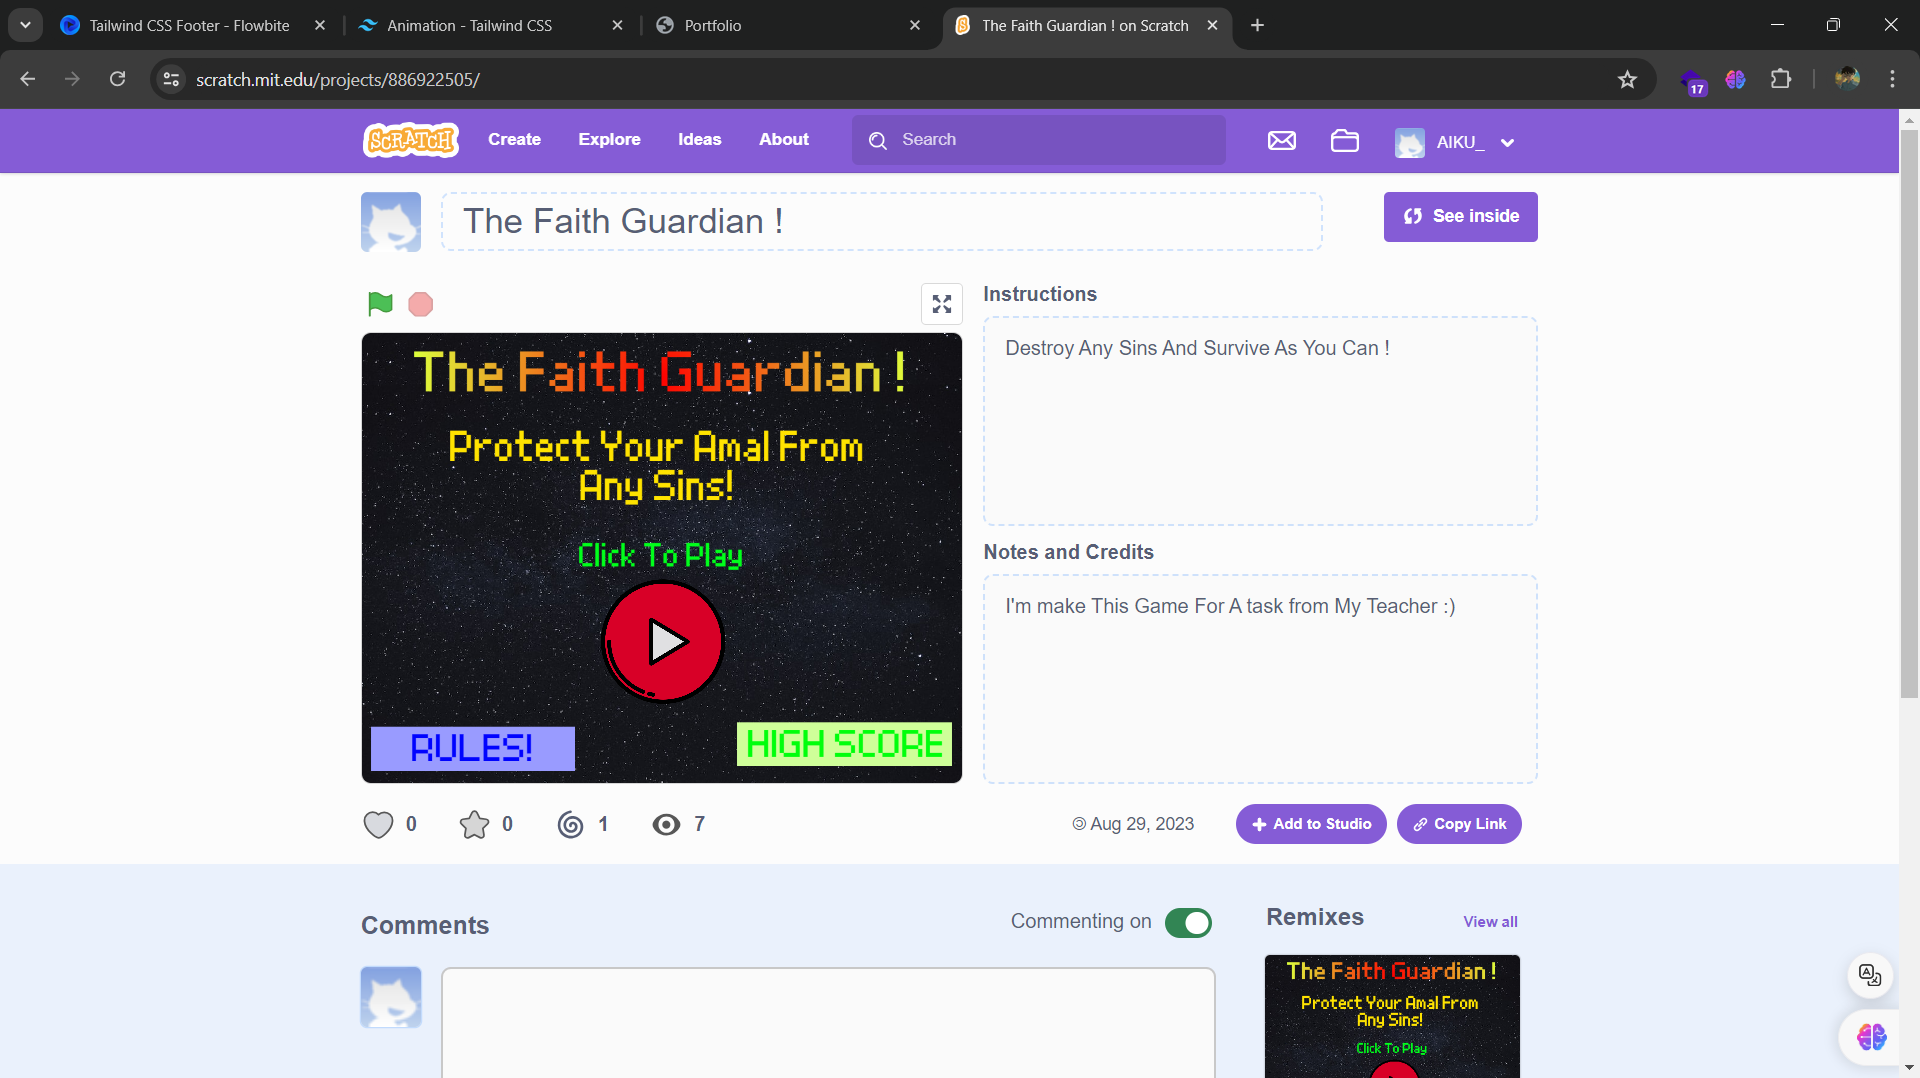 Tailwind CSS Footer - Flowbite
Animation - Tailwind CSS
Portfolio
The Faith Guardian ! on Scratch
scratch.mit.edu/projects/886922505/
17
SCRATCH
Create
Explore
Ideas
About
Search
AIKU_
The Faith Guardian !
See inside
Instructions
Destroy Any Sins And Survive As You Can !
The Faith Guardian !
Protect Your Amal From
Any Sins!
Click To Play
RULES!
HIGH SCORE
Notes and Credits
I'm make This Game For A task from My Teacher :)
0
0
1
7
Aug 29, 2023
Add to Studio
Copy Link
Comments
Commenting on
Remixes
View all
The Faith Guardian !
Protect Your Amal From
Any Sins!
Click To Play